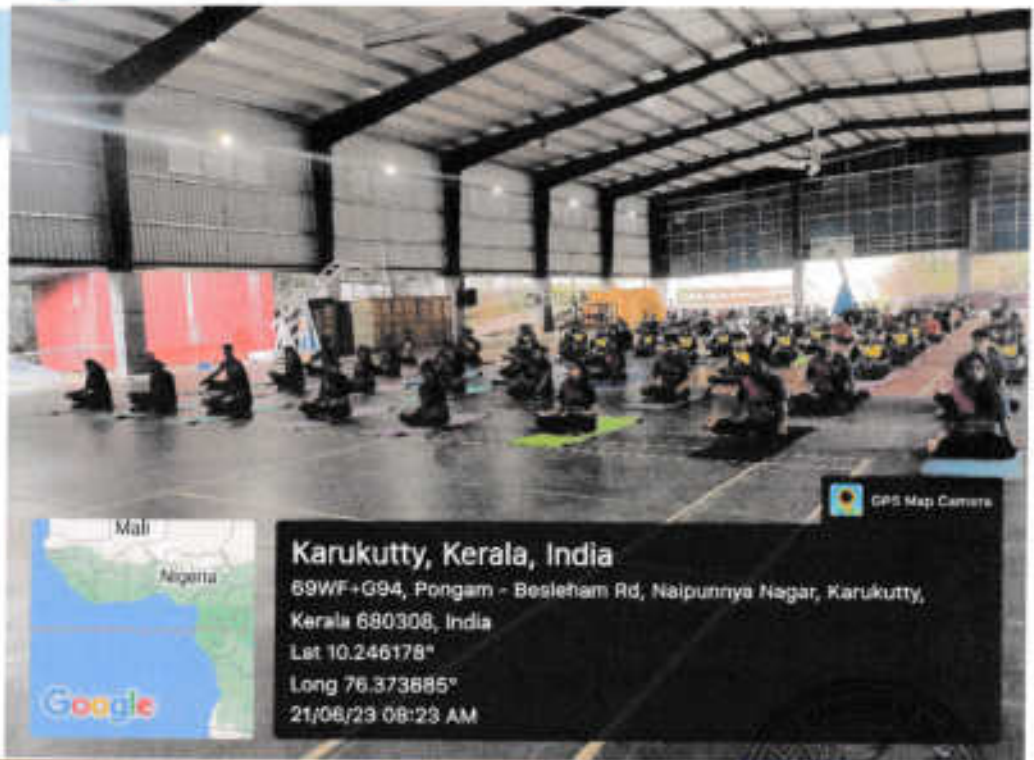 Mali
Nigeria
Google
GPS Map Camera
Karukutty, Kerala, India
69WF+G94, Pongam - Besleham Rd, Naipunnya Nagar, Karukutty,
Kerala 680308, India
Lat 10.246178°
Long 76.373685°
21/06/23 08:23 AM